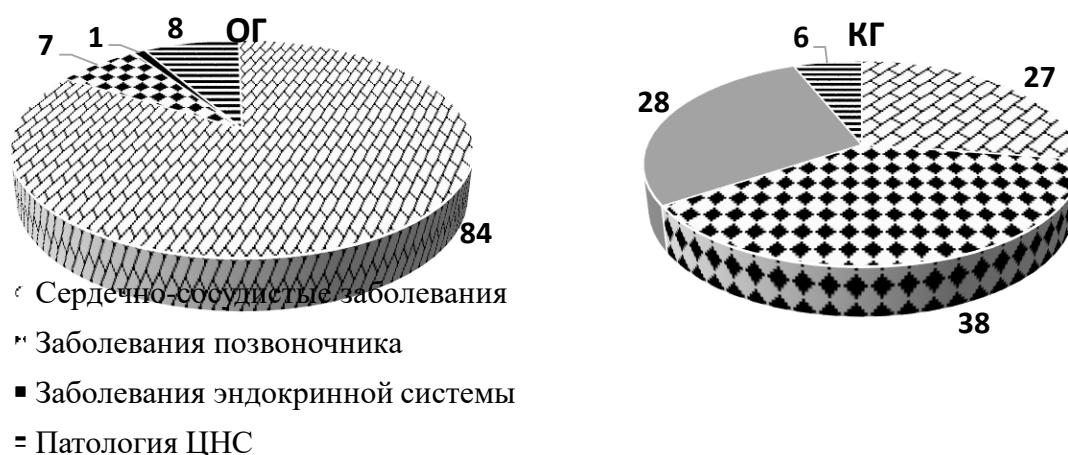 ОГ
8
1
7
84
КГ
6
27
28
38
Сердечно-сосудистые заболевания
Заболевания позвоночника
Заболевания эндокринной системы
Патология ЦНС